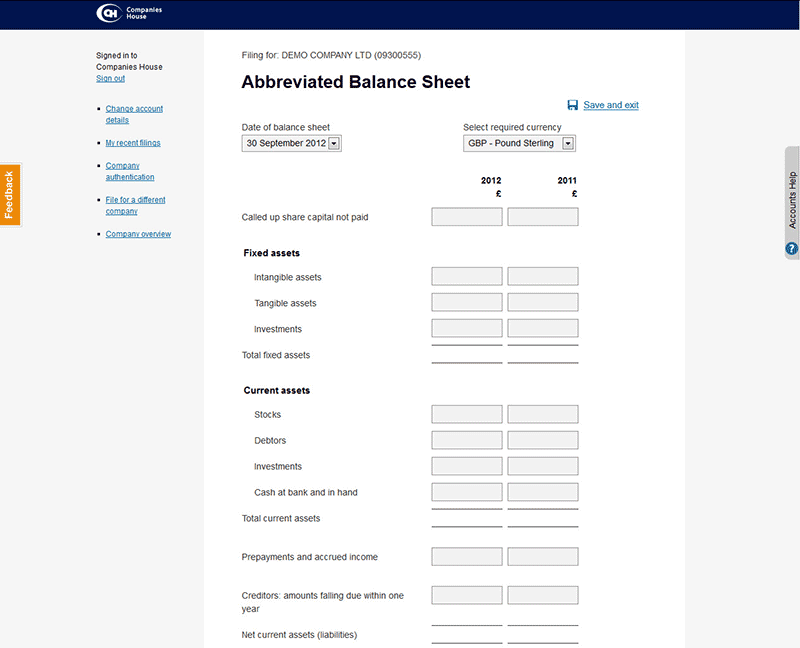 CH Companies
House
Signed in to
Companies House
Sign out
Change account
details
My recent filings
Company
authentication
File for a different
company
Company overview
Feedback
Filing for: DEMO COMPANY LTD (09300555)
Abbreviated Balance Sheet
Save and exit
Date of balance sheet Select required currency
30 September 2012 GBP - Pound Sterling
2012 2011
£ £
Called up share capital not paid
Fixed assets
Intangible assets
Tangible assets
Investments
Total fixed assets
Current assets
Stocks
Debtors
Investments
Cash at bank and in hand
Total current assets
Prepayments and accrued income
Creditors: amounts falling due within one
year
Net current assets (liabilities)
Accounts Help
?